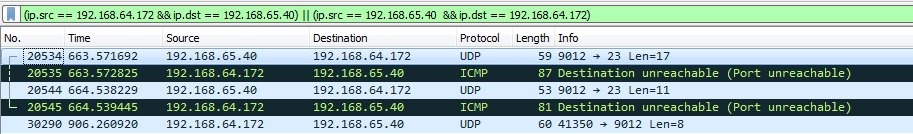 (ip.src == 192.168.64.172 && ip.dst == 192.168.65.40) || (ip.src == 192.168.65.40 && ip.dst == 192.168.64.172)
No. Time Source Destination Protocol Length Info
20534 663.571692 192.168.65.40 192.168.64.172 UDP 59 9012 → 23 Len=17
20535 663.572825 192.168.64.172 192.168.65.40 ICMP 87 Destination unreachable (Port unreachable)
20544 664.538229 192.168.65.40 192.168.64.172 UDP 53 9012 → 23 Len=11
20545 664.539445 192.168.64.172 192.168.65.40 ICMP 81 Destination unreachable (Port unreachable)
30290 906.260920 192.168.64.172 192.168.65.40 UDP 60 41350 → 9012 Len=8